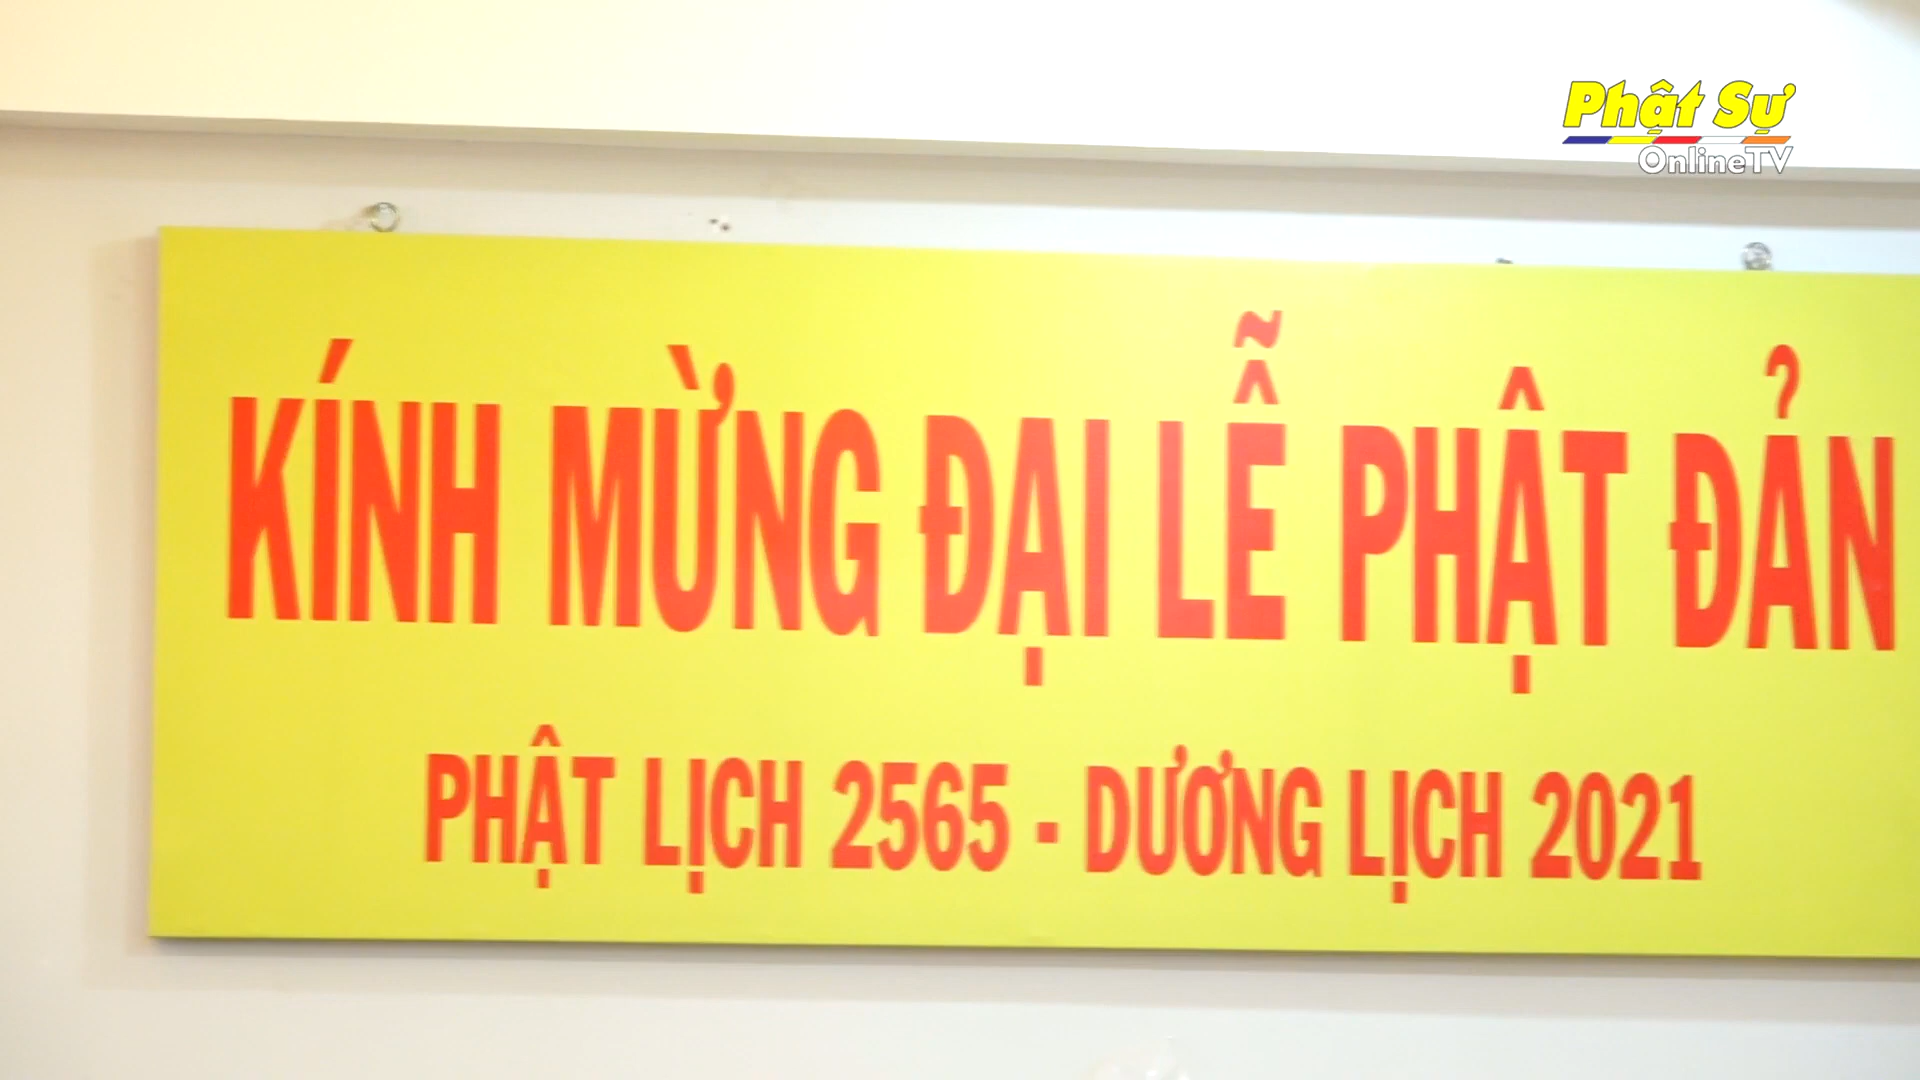 Phật Sự
OnlineTV
KÍNH MỪNG ĐẠI LỄ PHẬT ĐẢN
PHẬT LỊCH 2565 - DƯƠNG LỊCH 2021